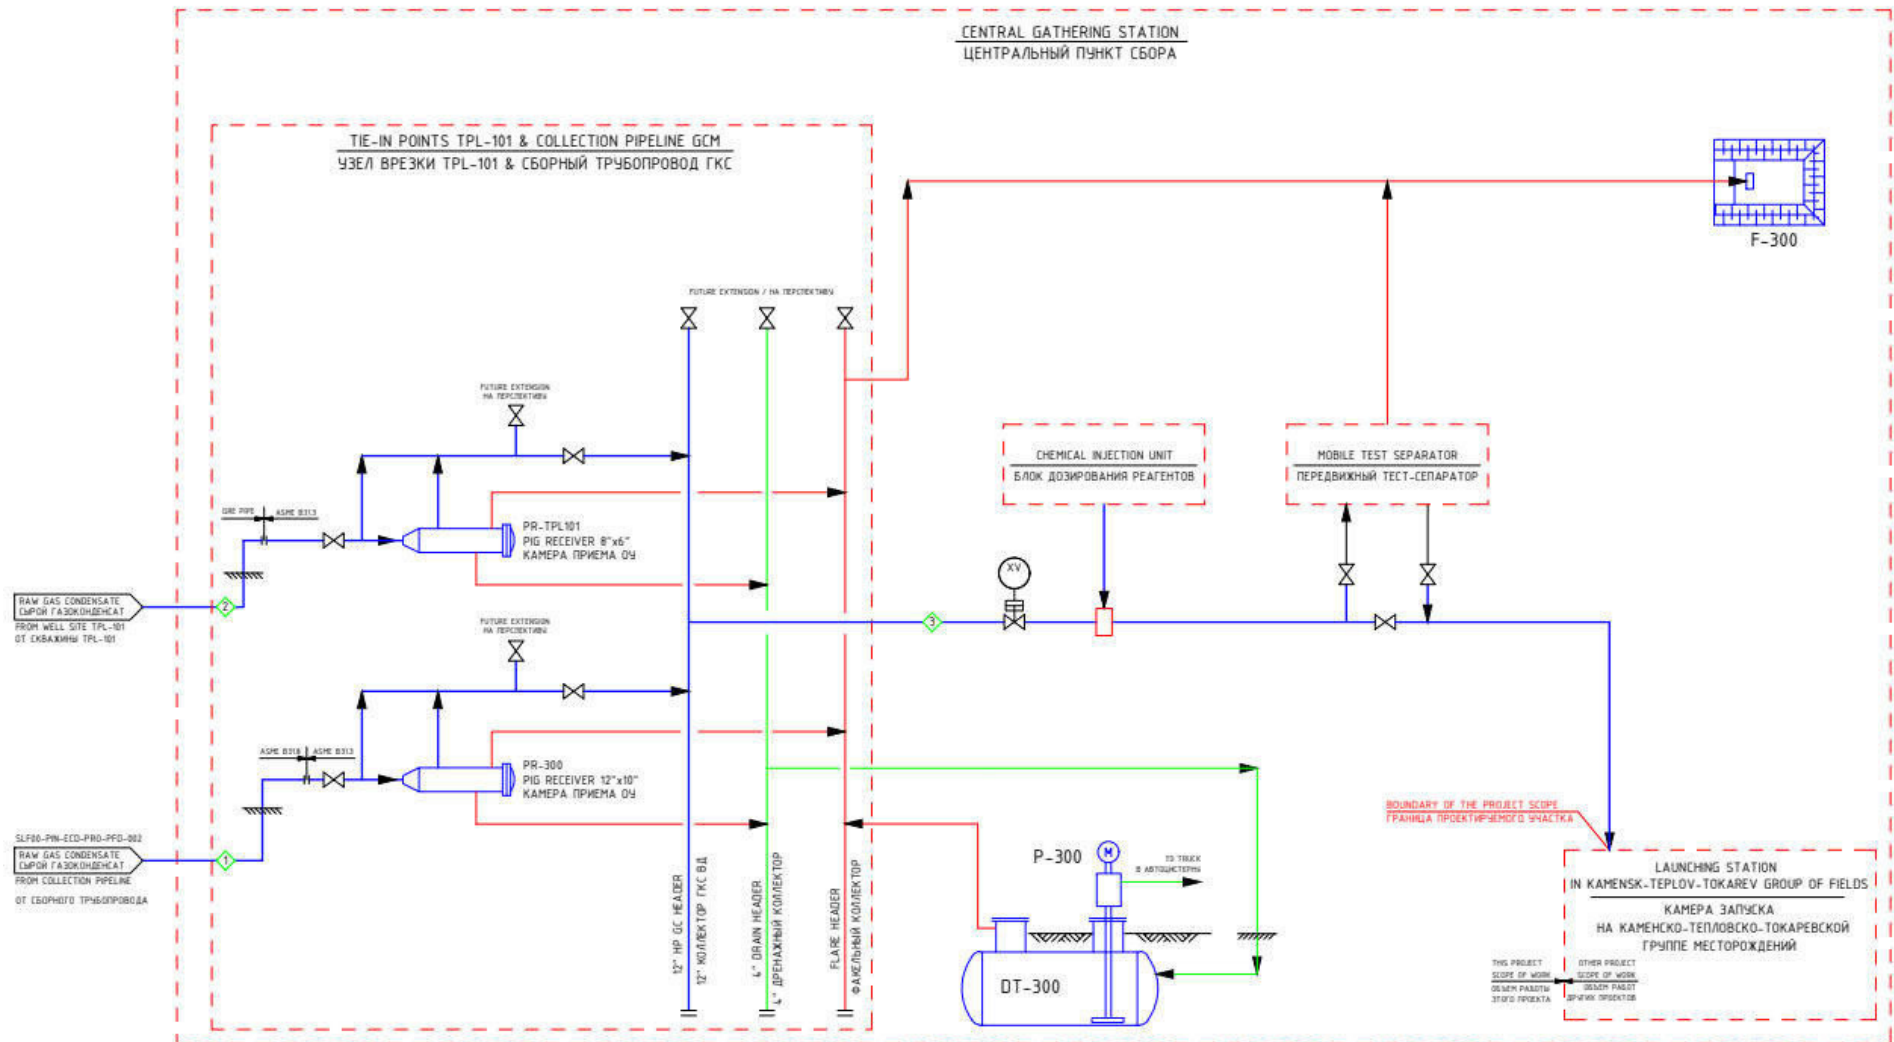 CENTRAL GATHERING STATION
ЦЕНТРАЛЬНЫЙ ПУНКТ СБОРА
TIE-IN POINTS TPL-101 & COLLECTION PIPELINE GCM
УЗЕЛ ВРЕЗКИ TPL-101 & СБОРНЫЙ ТРУБОПРОВОД ГКС
F-300
FUTURE EXTENSION / НА ПЕРСПЕКТИВУ
FUTURE EXTENSION
НА ПЕРСПЕКТИВУ
CHEMICAL INJECTION UNIT
БЛОК ДОЗИРОВАНИЯ РЕАГЕНТОВ
MOBILE TEST SEPARATOR
ПЕРЕДВИЖНЫЙ ТЕСТ-СЕПАРАТОР
GRE PIPE
ASME B31.3
PR-TPL101
PIG RECEIVER 8"x6"
КАМЕРА ПРИЕМА ОУ
XV
RAW GAS CONDENSATE
СЫРОЙ ГАЗОКОНДЕНСАТ
FROM WELL SITE TPL-101
ОТ СКВАЖИНЫ TPL-101
2
3
FUTURE EXTENSION
НА ПЕРСПЕКТИВУ
ASME B31.8
ASME B31.3
PR-300
PIG RECEIVER 12"x10"
КАМЕРА ПРИЕМА ОУ
SLF00-PIN-ECO-PRO-PFD-002
RAW GAS CONDENSATE
СЫРОЙ ГАЗОКОНДЕНСАТ
FROM COLLECTION PIPELINE
ОТ СБОРНОГО ТРУБОПРОВОДА
1
12" HP GC HEADER
12" КОЛЛЕКТОР ГКС ВД
4" DRAIN HEADER
4" ДРЕНАЖНЫЙ КОЛЛЕКТОР
FLARE HEADER
ФАКЕЛЬНЫЙ КОЛЛЕКТОР
P-300
M
TO TRUCK
В АВТОЦИСТЕРНЫ
DT-300
BOUNDARY OF THE PROJECT SCOPE
ГРАНИЦА ПРОЕКТИРУЕМОГО УЧАСТКА
LAUNCHING STATION
IN KAMENSK-TEPLOV-TOKAREV GROUP OF FIELDS
КАМЕРА ЗАПУСКА
НА КАМЕНСКО-ТЕПЛОВСКО-ТОКАРЕВСКОЙ
ГРУППЕ МЕСТОРОЖДЕНИЙ
THIS PROJECT
SCOPE OF WORK
ОБЪЕМ РАБОТЫ
ЭТОГО ПРОЕКТА
OTHER PROJECT
SCOPE OF WORK
ОБЪЕМ РАБОТ
ДРУГИХ ПРОЕКТОВ